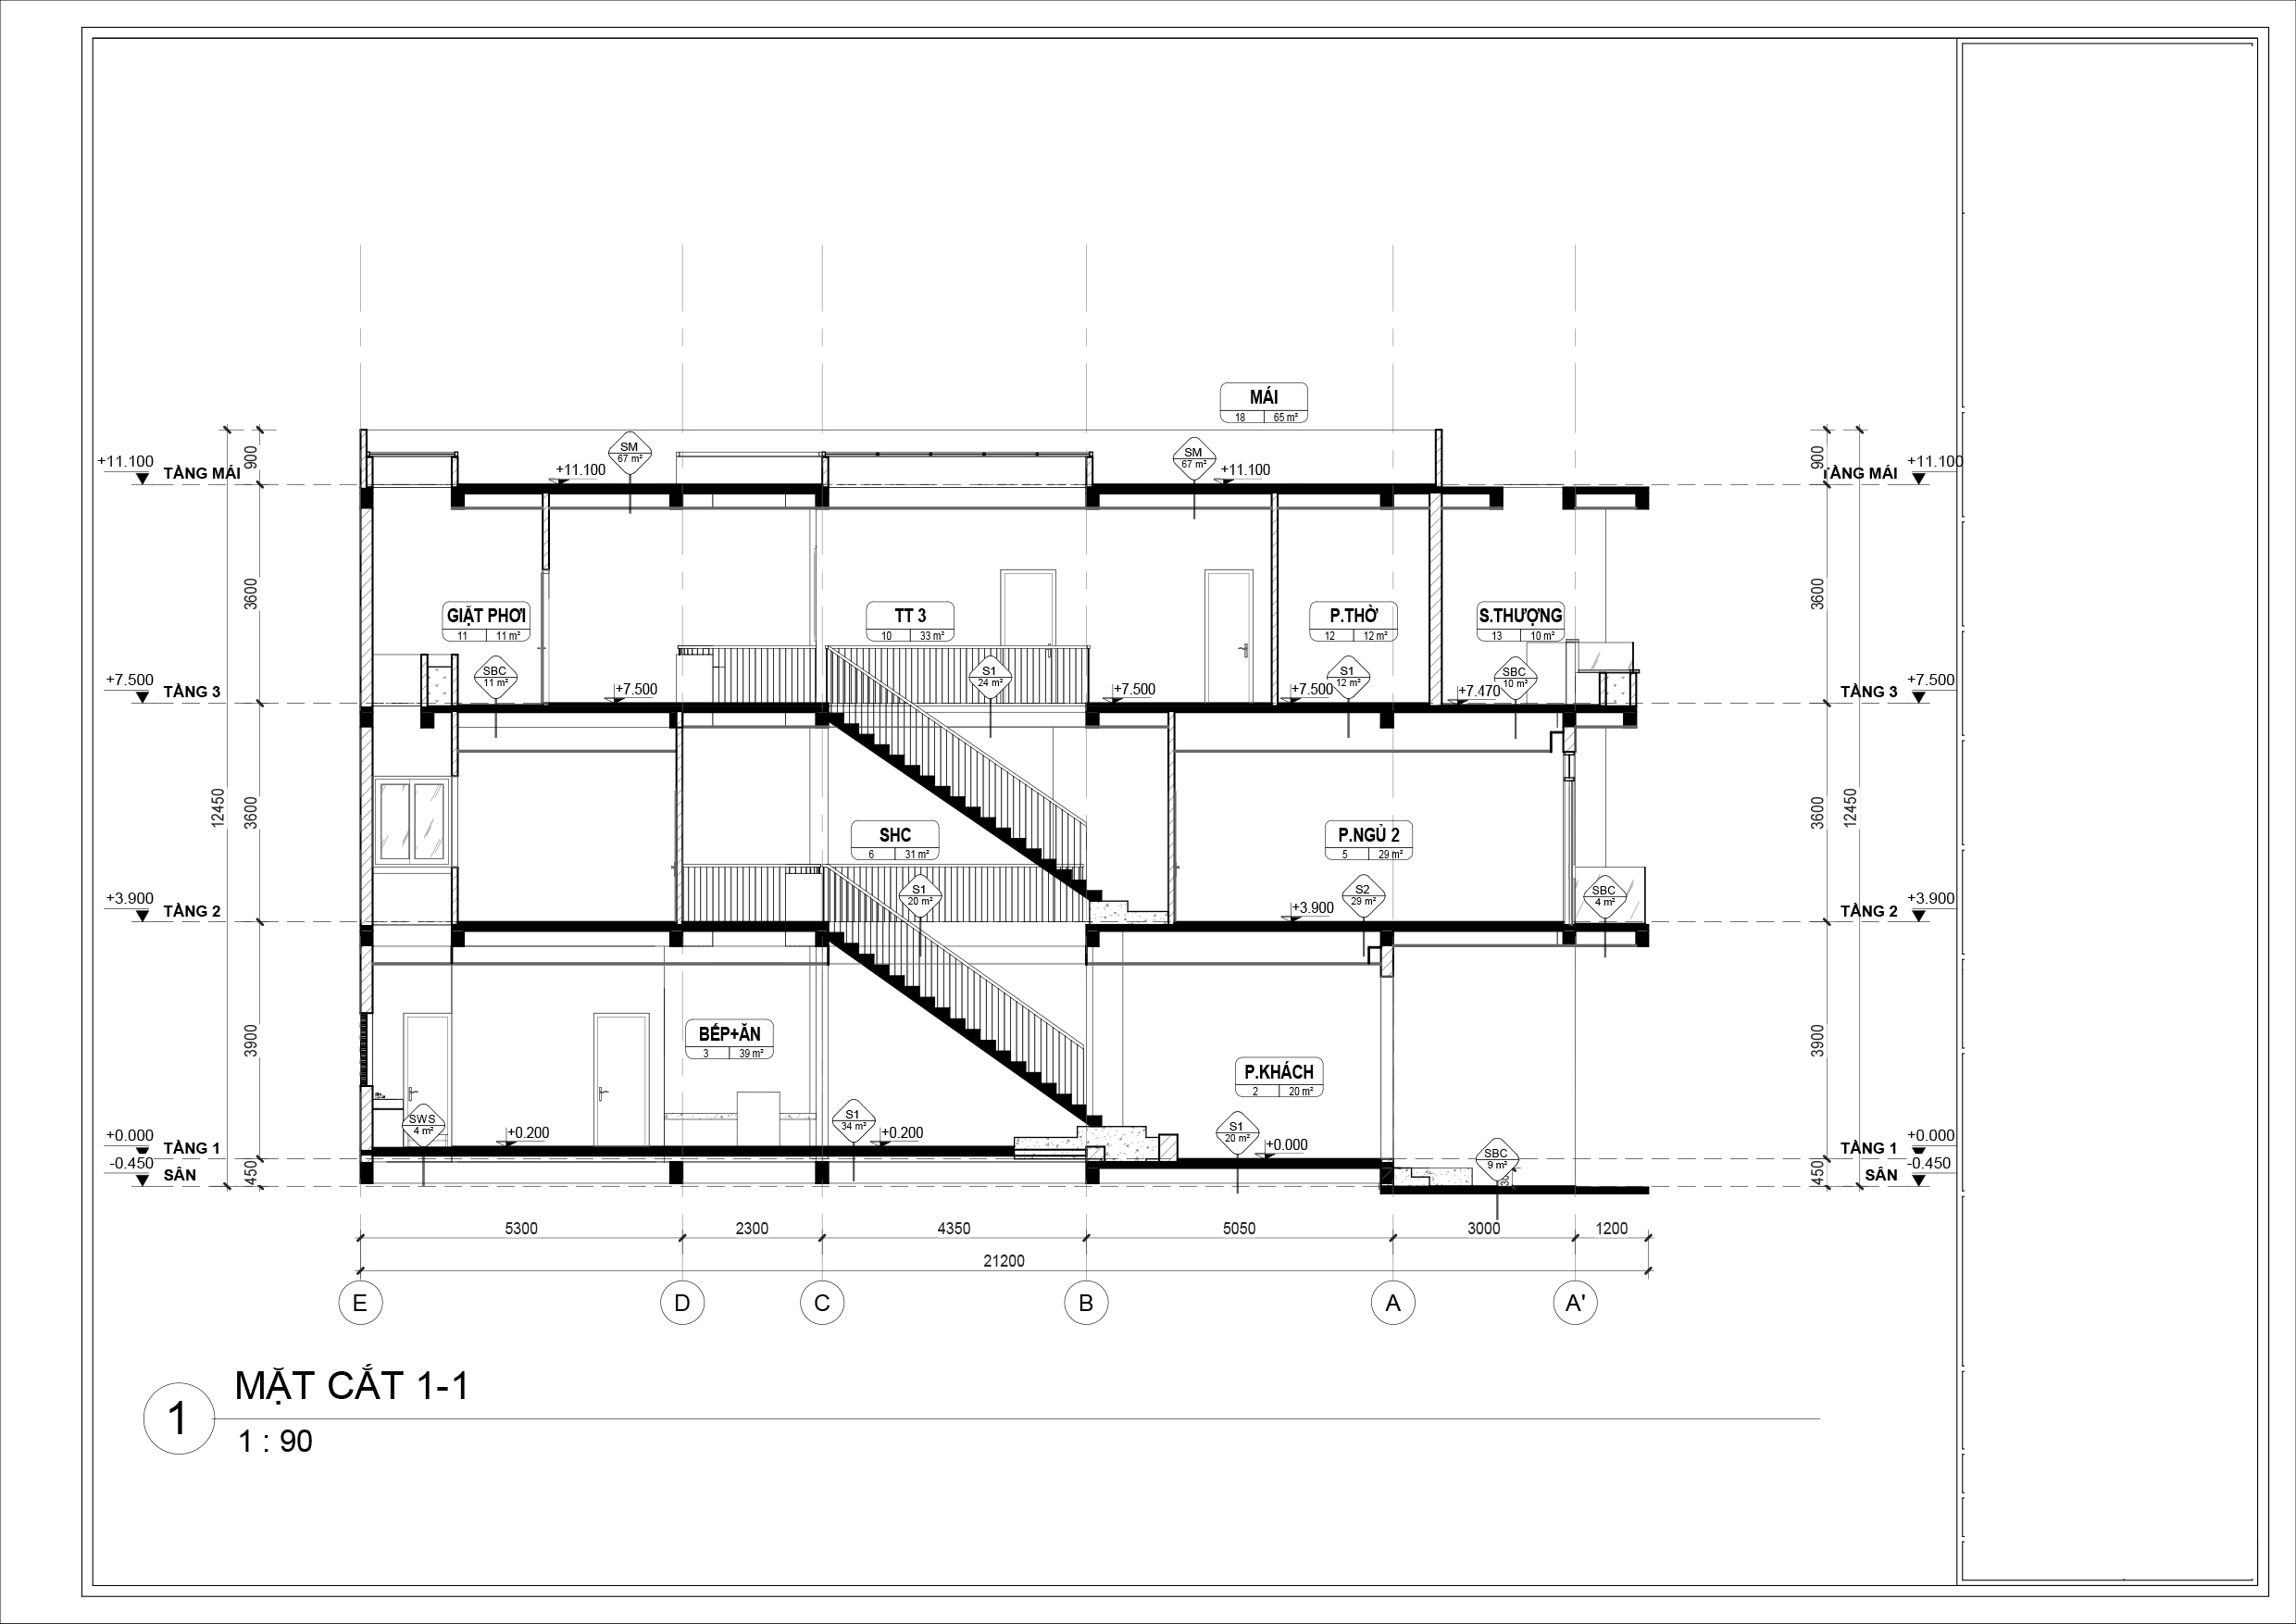 MÁI
18 65 m²
SM
67 m²
SM
67 m²
+11.100
+11.100
+11.100
TẦNG MÁI
900
900
TẦNG MÁI
+11.100
3600
3600
GIẶT PHƠI
11 11 m²
TT 3
10 33 m²
P.THỜ
12 12 m²
S.THƯỢNG
13 10 m²
SBC
11 m²
S1
24 m²
S1
12 m²
SBC
10 m²
+7.500
TẦNG 3
+7.500
+7.500
+7.500
+7.470
TẦNG 3
+7.500
12450
3600
3600
12450
SHC
6 31 m²
P.NGỦ 2
5 29 m²
S1
20 m²
S2
29 m²
SBC
4 m²
+3.900
TẦNG 2
+3.900
TẦNG 2
+3.900
3900
3900
BẾP+ĂN
3 39 m²
P.KHÁCH
2 20 m²
SWS
4 m²
S1
34 m²
S1
20 m²
SBC
9 m²
+0.200
+0.200
+0.000
+0.000
TẦNG 1
-0.450
SÂN
450
450
TẦNG 1
+0.000
SÂN
-0.450
5300 2300 4350 5050 3000 1200
21200
E D C B A A'
1
MẶT CẮT 1-1
1 : 90